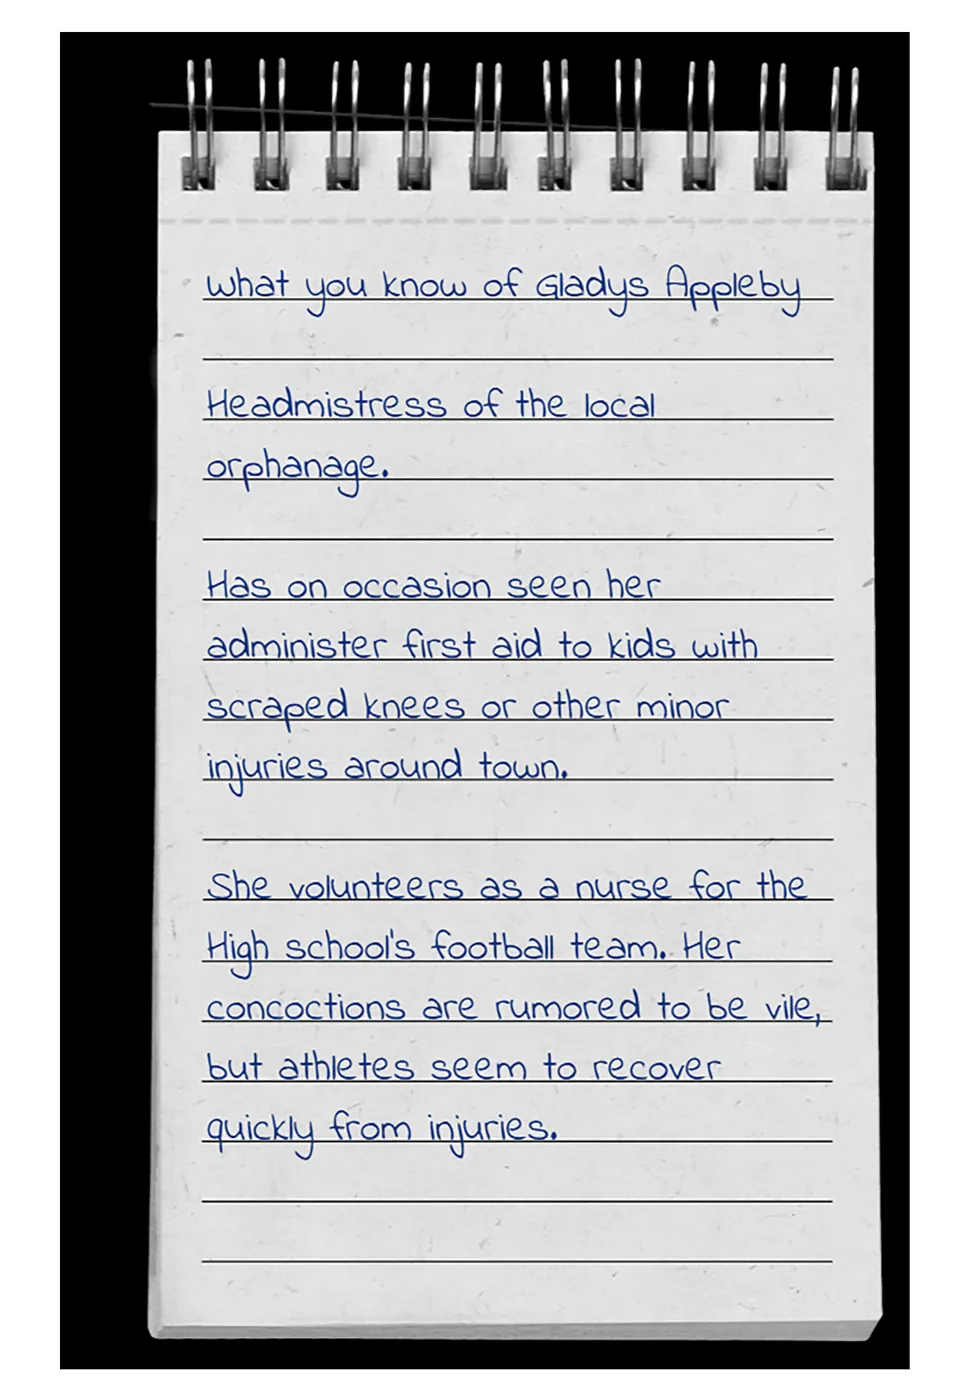 what you know of Gladys Appleby
Headmistress of the local
orphanage.
Has on occasion seen her
administer first aid to kids with
scraped knees or other minor
injuries around town.
She volunteers as a nurse for the
High school's football team. Her
concoctions are rumored to be vile,
but athletes seem to recover
quickly from injuries.